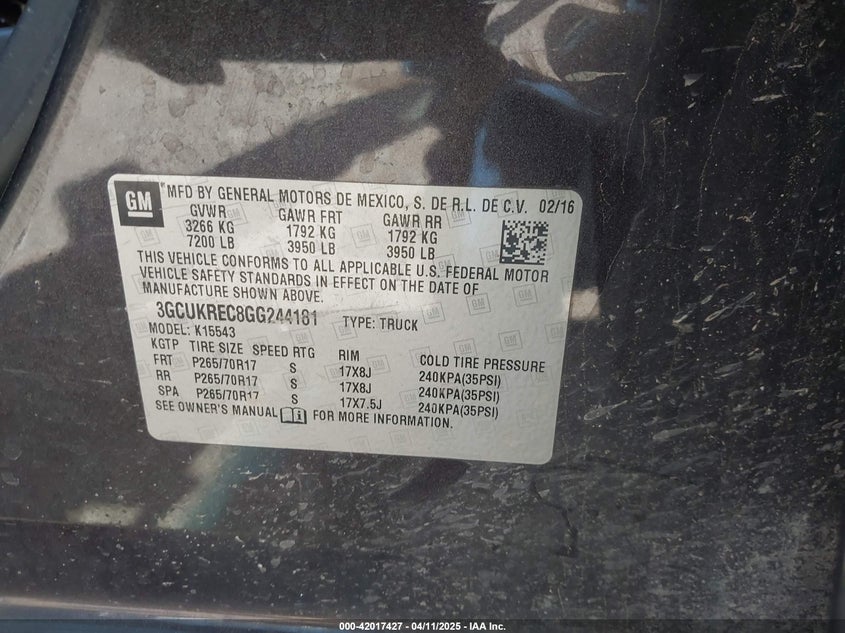 GM
MFD BY GENERAL MOTORS DE MEXICO, S. DE R.L. DE C.V. 02/16
GVWR GAWR FRT GAWR RR
3266 KG 1792 KG 1792 KG
7200 LB 3950 LB 3950 LB
THIS VEHICLE CONFORMS TO ALL APPLICABLE U.S. FEDERAL MOTOR
VEHICLE SAFETY STANDARDS IN EFFECT ON THE DATE OF
MANUFACTURE SHOWN ABOVE.
3GCUKREC8GG244181 TYPE: TRUCK
MODEL: K15543
KGTP TIRE SIZE SPEED RTG RIM COLD TIRE PRESSURE
FRT P265/70R17 S 17X8J 240KPA(35PSI)
RR P265/70R17 S 17X8J 240KPA(35PSI)
SPA P265/70R17 S 17X7.5J 240KPA(35PSI)
SEE OWNER'S MANUAL FOR MORE INFORMATION.
000-42017427 - 04/11/2025 - IAA Inc.